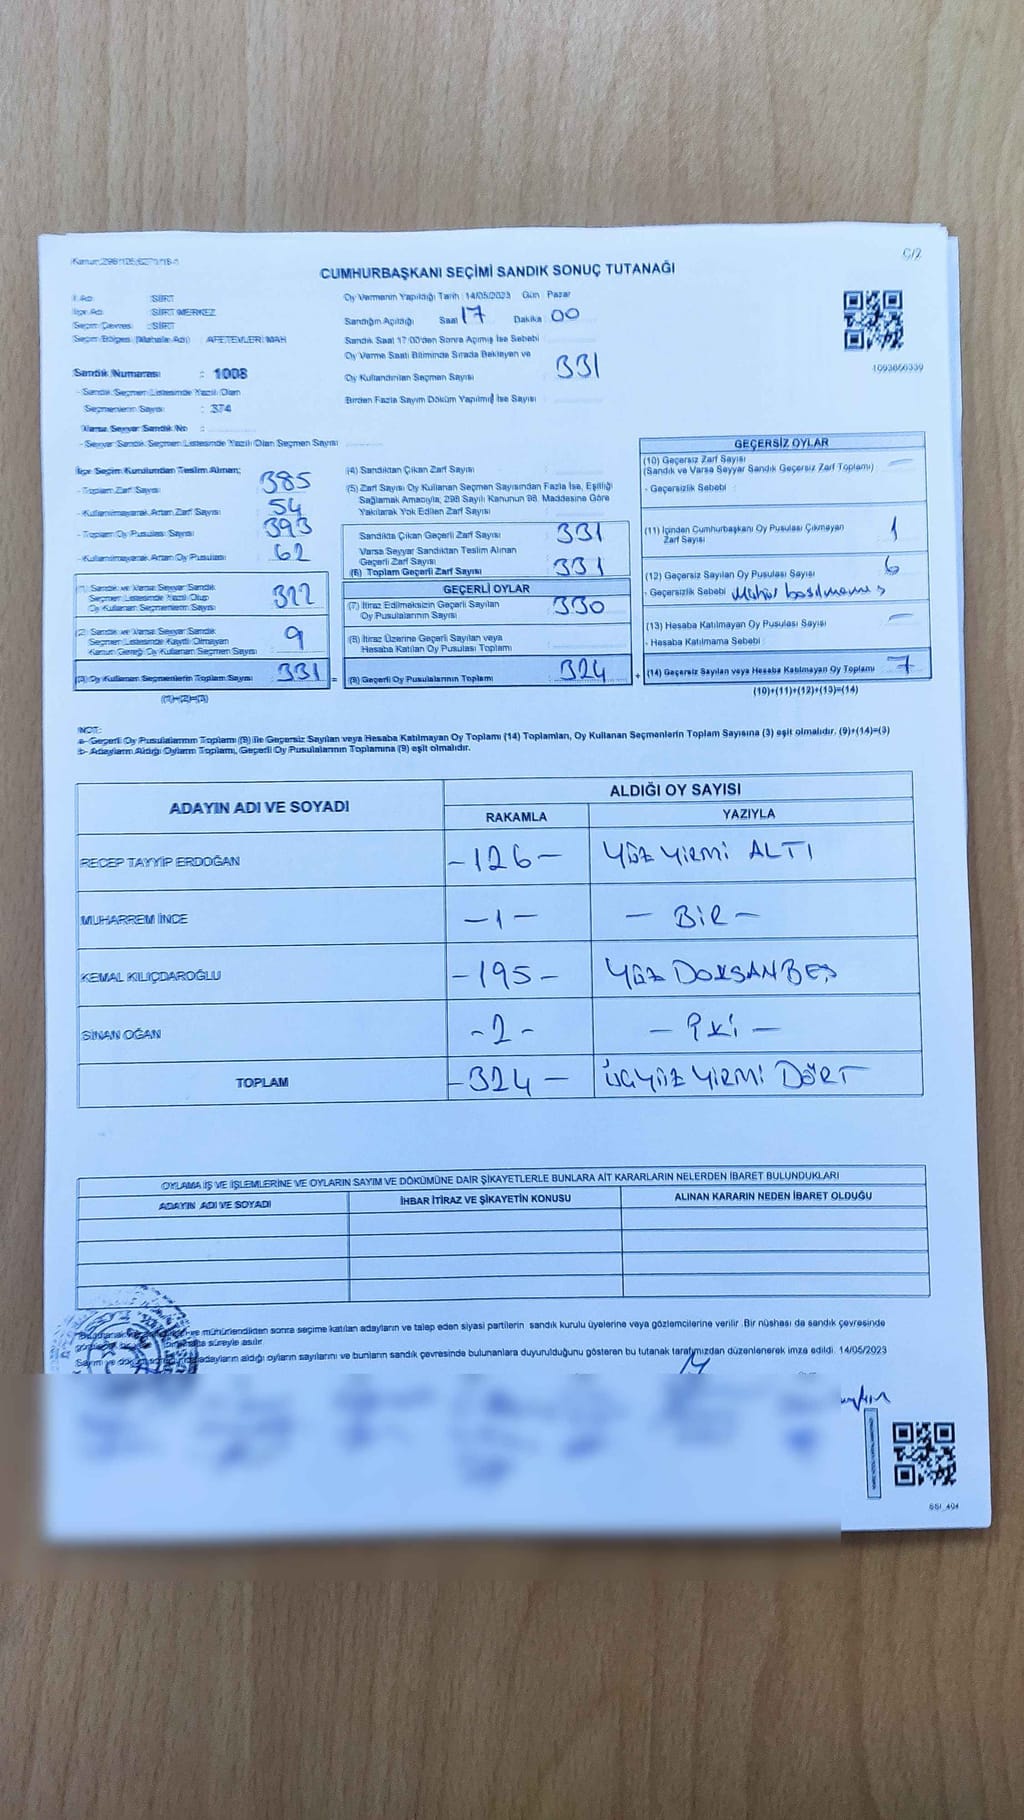 C/2
CUMHURBAŞKANI SEÇİMİ SANDIK SONUÇ TUTANAĞI
İl Adı : SİİRT
İlçe Adı : SİİRT MERKEZ
Seçim Çevresi : SİİRT
Seçim Bölgesi (Mahalle Adı) AFETEVLERİ MAH
Sandık Numarası : 1008
- Sandık Seçmen Listesinde Yazılı Olan
Seçmenlerin Sayısı : 374
Varsa Seyyar Sandık No :
- Seyyar Sandık Seçmen Listesinde Yazılı Olan Seçmen Sayısı
Oy Vermenin Yapıldığı Tarih :14/05/2023 Gün Pazar
Sandığın Açıldığı Saat 17 Dakika 00
Sandık Saat 17:00'den Sonra Açılmış İse Sebebi
Oy Verme Saati Bitiminde Sırada Bekleyen ve
Oy Kullandırılan Seçmen Sayısı 331
Birden Fazla Sayım Döküm Yapılmış İse Sayısı
1093666339
İlçe Seçim Kurulundan Teslim Alınan;
- Toplam Zarf Sayısı 385
- Kullanılmayarak Artan Zarf Sayısı 54
- Toplam Oy Pusulası Sayısı 393
- Kullanılmayarak Artan Oy Pusulası 62
(1) Sandık ve Varsa Seyyar Sandık
Seçmen Listesinde Yazılı Olup
Oy Kullanan Seçmenlerin Sayısı 322
(2) Sandık ve Varsa Seyyar Sandık
Seçmen Listesinde Kayıtlı Olmayan
Kanun Gereği Oy Kullanan Seçmen Sayısı 9
(3) Oy Kullanan Seçmenlerin Toplam Sayısı 331
(1)+(2)=(3)
=
(4) Sandıktan Çıkan Zarf Sayısı
(5) Zarf Sayısı Oy Kullanan Seçmen Sayısından Fazla İse, Eşitliği
Sağlamak Amacıyla, 298 Sayılı Kanunun 98. Maddesine Göre
Yakılarak Yok Edilen Zarf Sayısı
Sandıkta Çıkan Geçerli Zarf Sayısı 331
Varsa Seyyar Sandıktan Teslim Alınan
Geçerli Zarf Sayısı
(6) Toplam Geçerli Zarf Sayısı 331
GEÇERLİ OYLAR
(7) İtiraz Edilmeksizin Geçerli Sayılan
Oy Pusulalarının Sayısı 330
(8) İtiraz Üzerine Geçerli Sayılan veya
Hesaba Katılan Oy Pusulası Toplamı
(9) Geçerli Oy Pusulalarının Toplamı 324
+
GEÇERSİZ OYLAR
(10) Geçersiz Zarf Sayısı
(Sandık ve Varsa Seyyar Sandık Geçersiz Zarf Toplamı) —
- Geçersizlik Sebebi :
(11) İçinden Cumhurbaşkanı Oy Pusulası Çıkmayan
Zarf Sayısı 1
(12) Geçersiz Sayılan Oy Pusulası Sayısı 6
- Geçersizlik Sebebi Mühür basılmamış
(13) Hesaba Katılmayan Oy Pusulası Sayısı —
- Hesaba Katılmama Sebebi :
(14) Geçersiz Sayılan veya Hesaba Katılmayan Oy Toplamı 7
(10)+(11)+(12)+(13)=(14)
NOT:
a- Geçerli Oy Pusulalarının Toplamı (9) ile Geçersiz Sayılan veya Hesaba Katılmayan Oy Toplamı (14) Toplamları, Oy Kullanan Seçmenlerin Toplam Sayısına (3) eşit olmalıdır. (9)+(14)=(3)
b- Adayların Aldığı Oyların Toplamı, Geçerli Oy Pusulalarının Toplamına (9) eşit olmalıdır.
ADAYIN ADI VE SOYADI ALDIĞI OY SAYISI
RAKAMLA YAZIYLA
RECEP TAYYİP ERDOĞAN -126- YÜZ YİRMİ ALTI
MUHARREM İNCE -1- - BİR -
KEMAL KILIÇDAROĞLU -195- YÜZ DOKSANBEŞ
SİNAN OĞAN -2- - İKİ -
TOPLAM -324- ÜÇYÜZ YİRMİ DÖRT
OYLAMA İŞ VE İŞLEMLERİNE VE OYLARIN SAYIM VE DÖKÜMÜNE DAİR ŞİKAYETLERLE BUNLARA AİT KARARLARIN NELERDEN İBARET BULUNDUKLARI
ADAYIN ADI VE SOYADI İHBAR İTİRAZ VE ŞİKAYETİN KONUSU ALINAN KARARIN NEDEN İBARET OLDUĞU
ve mühürlendikten sonra seçime katılan adayların ve talep eden siyasi partilerin sandık kurulu üyelerine veya gözlemcilerine verilir .Bir nüshası da sandık çevresinde
süreyle asılır.
adayların aldığı oyların sayılarını ve bunların sandık çevresinde bulunanlara duyurulduğunu gösteren bu tutanak tarafımızdan düzenlenerek imza edildi. 14/05/2023